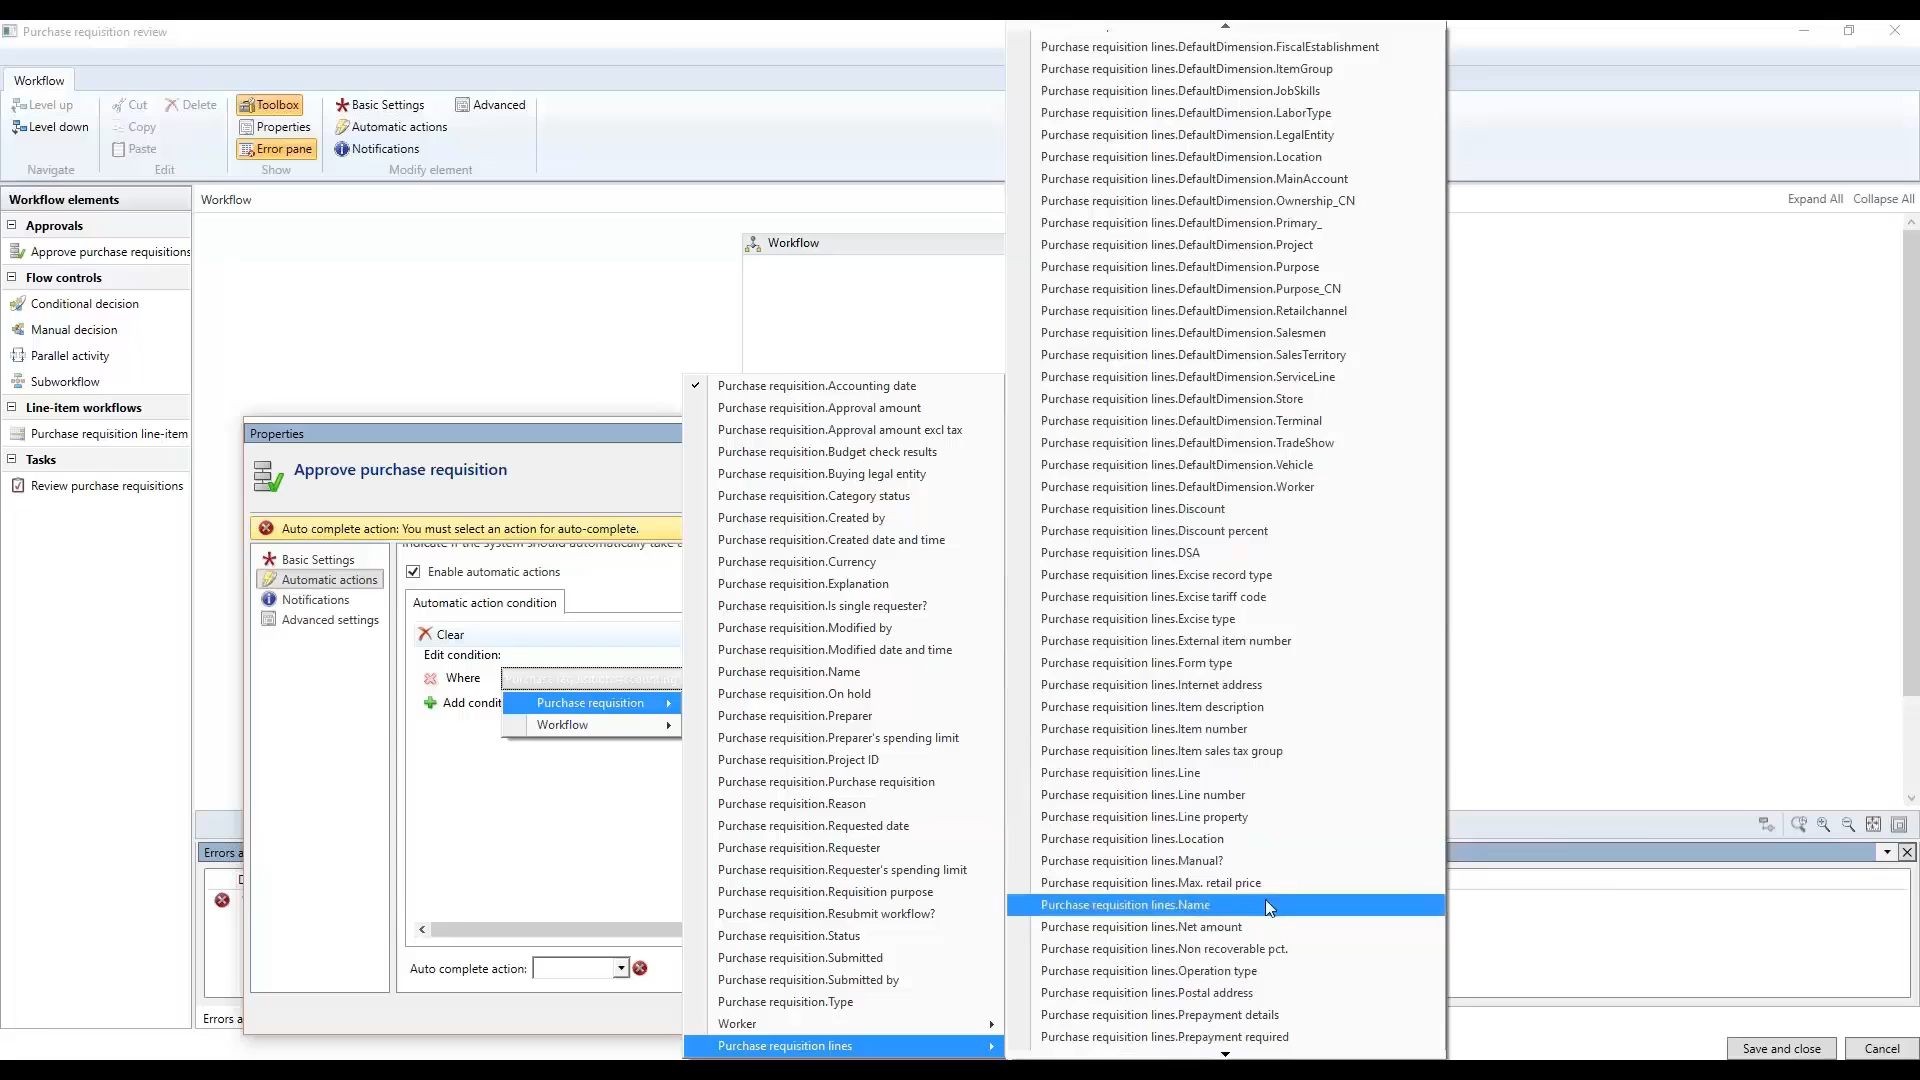 Purchase requisition review
Workflow
Level up
Level down
Navigate
Cut
Delete
Copy
Paste
Edit
Toolbox
Properties
Error pane
Show
Basic Settings
Advanced
Automatic actions
Notifications
Modify element
Workflow elements
Approvals
Approve purchase requisitions
Flow controls
Conditional decision
Manual decision
Parallel activity
Subworkflow
Line-item workflows
Purchase requisition line-item
Tasks
Review purchase requisitions
Workflow
Expand All
Collapse All
Workflow
Properties
Approve purchase requisition
Auto complete action: You must select an action for auto-complete.
Basic Settings
Automatic actions
Notifications
Advanced settings
Indicate if the system should automatically take a
Enable automatic actions
Automatic action condition
Clear
Edit condition:
Where
Add condit
Purchase requisition
Workflow
Auto complete action:
Errors a
Errors a
Purchase requisition.Accounting date
Purchase requisition.Approval amount
Purchase requisition.Approval amount excl tax
Purchase requisition.Budget check results
Purchase requisition.Buying legal entity
Purchase requisition.Category status
Purchase requisition.Created by
Purchase requisition.Created date and time
Purchase requisition.Currency
Purchase requisition.Explanation
Purchase requisition.Is single requester?
Purchase requisition.Modified by
Purchase requisition.Modified date and time
Purchase requisition.Name
Purchase requisition.On hold
Purchase requisition.Preparer
Purchase requisition.Preparer's spending limit
Purchase requisition.Project ID
Purchase requisition.Purchase requisition
Purchase requisition.Reason
Purchase requisition.Requested date
Purchase requisition.Requester
Purchase requisition.Requester's spending limit
Purchase requisition.Requisition purpose
Purchase requisition.Resubmit workflow?
Purchase requisition.Status
Purchase requisition.Submitted
Purchase requisition.Submitted by
Purchase requisition.Type
Worker
Purchase requisition lines
Purchase requisition lines.DefaultDimension.FiscalEstablishment
Purchase requisition lines.DefaultDimension.ItemGroup
Purchase requisition lines.DefaultDimension.JobSkills
Purchase requisition lines.DefaultDimension.LaborType
Purchase requisition lines.DefaultDimension.LegalEntity
Purchase requisition lines.DefaultDimension.Location
Purchase requisition lines.DefaultDimension.MainAccount
Purchase requisition lines.DefaultDimension.Ownership_CN
Purchase requisition lines.DefaultDimension.Primary_
Purchase requisition lines.DefaultDimension.Project
Purchase requisition lines.DefaultDimension.Purpose
Purchase requisition lines.DefaultDimension.Purpose_CN
Purchase requisition lines.DefaultDimension.Retailchannel
Purchase requisition lines.DefaultDimension.Salesmen
Purchase requisition lines.DefaultDimension.SalesTerritory
Purchase requisition lines.DefaultDimension.ServiceLine
Purchase requisition lines.DefaultDimension.Store
Purchase requisition lines.DefaultDimension.Terminal
Purchase requisition lines.DefaultDimension.TradeShow
Purchase requisition lines.DefaultDimension.Vehicle
Purchase requisition lines.DefaultDimension.Worker
Purchase requisition lines.Discount
Purchase requisition lines.Discount percent
Purchase requisition lines.DSA
Purchase requisition lines.Excise record type
Purchase requisition lines.Excise tariff code
Purchase requisition lines.Excise type
Purchase requisition lines.External item number
Purchase requisition lines.Form type
Purchase requisition lines.Internet address
Purchase requisition lines.Item description
Purchase requisition lines.Item number
Purchase requisition lines.Item sales tax group
Purchase requisition lines.Line
Purchase requisition lines.Line number
Purchase requisition lines.Line property
Purchase requisition lines.Location
Purchase requisition lines.Manual?
Purchase requisition lines.Max. retail price
Purchase requisition lines.Name
Purchase requisition lines.Net amount
Purchase requisition lines.Non recoverable pct.
Purchase requisition lines.Operation type
Purchase requisition lines.Postal address
Purchase requisition lines.Prepayment details
Purchase requisition lines.Prepayment required
Save and close
Cancel